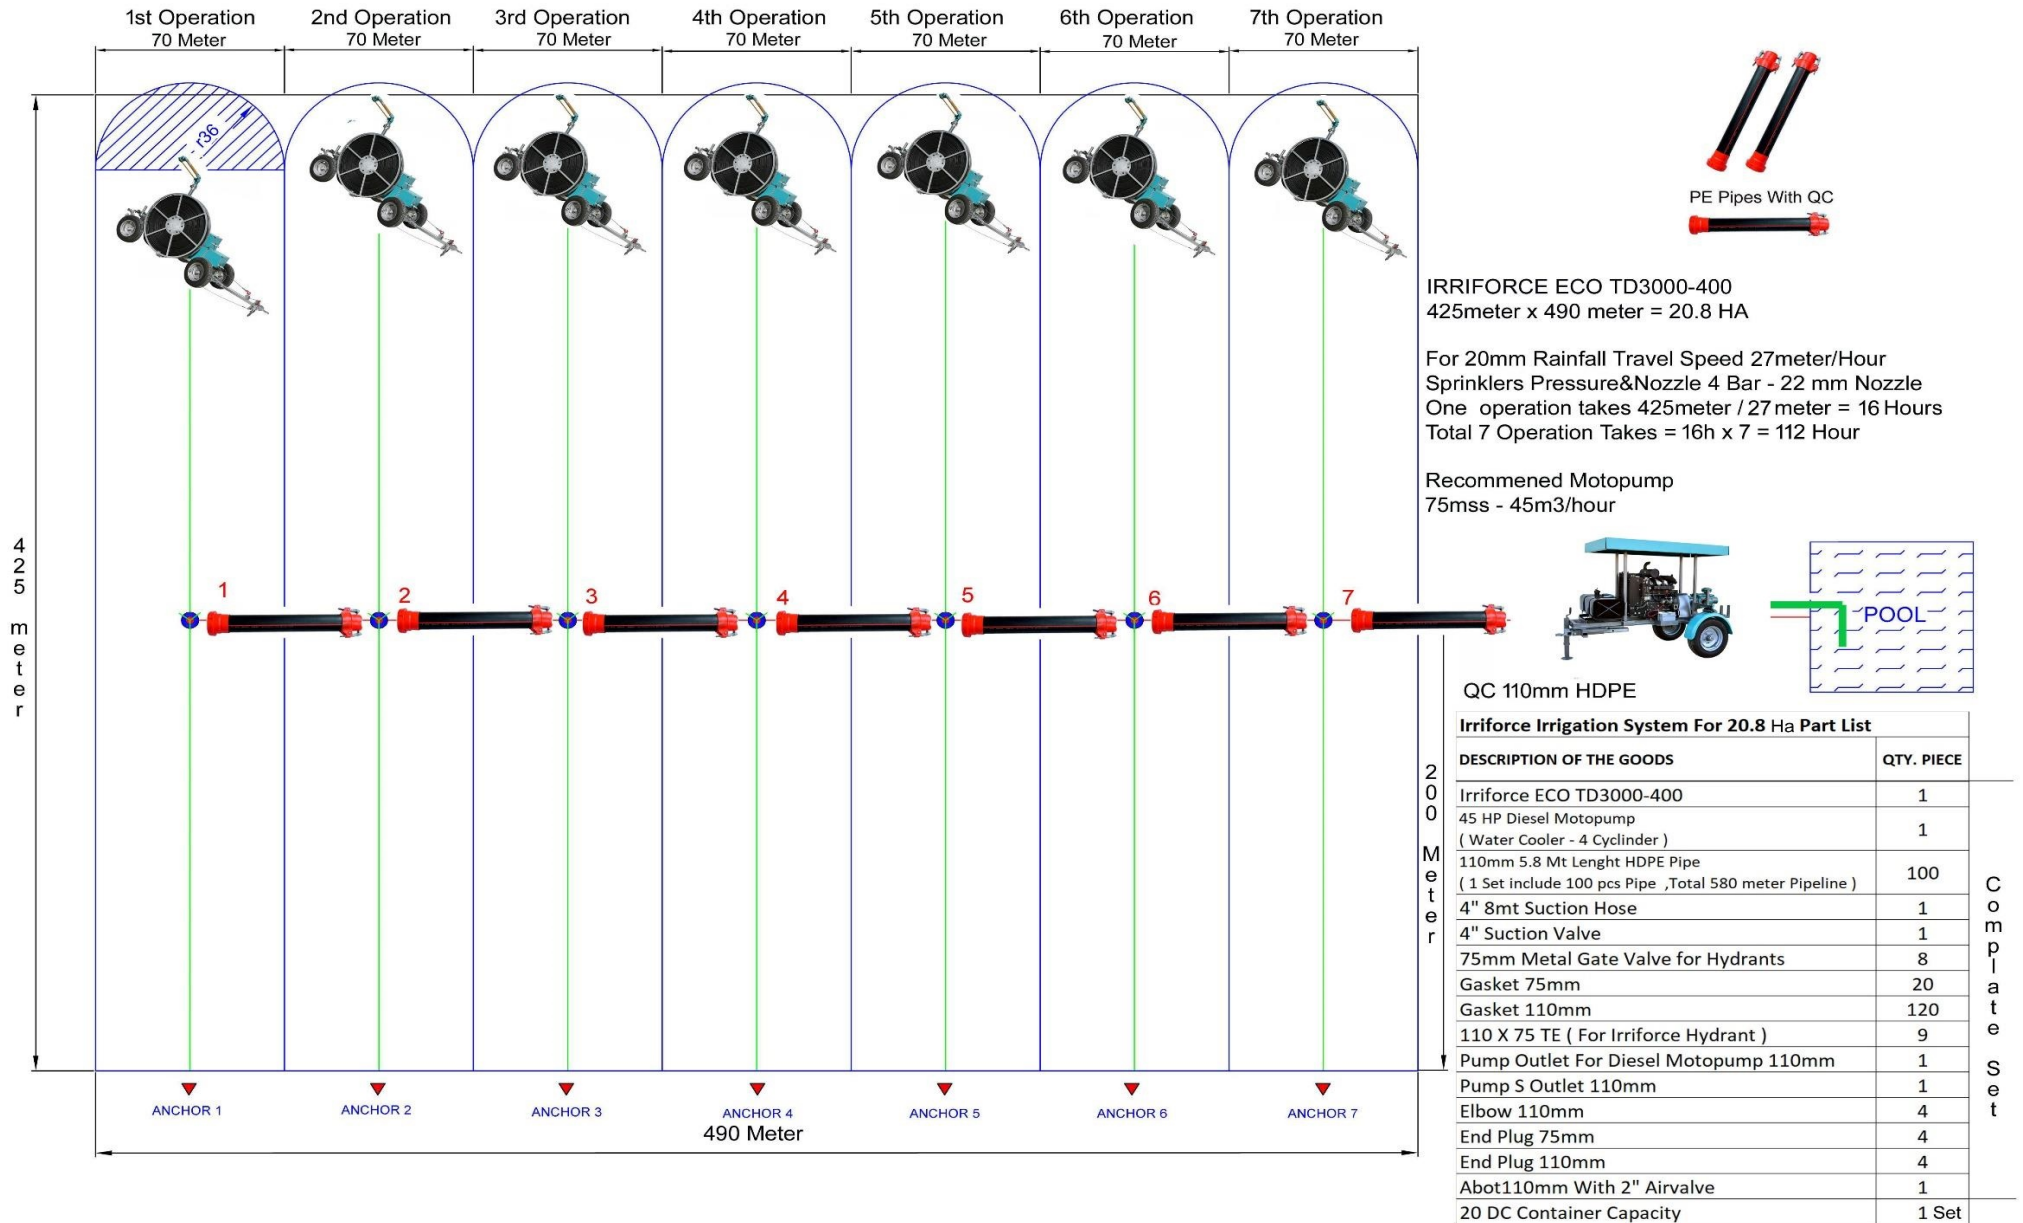 1st Operation
70 Meter
2nd Operation
70 Meter
3rd Operation
70 Meter
4th Operation
70 Meter
5th Operation
70 Meter
6th Operation
70 Meter
7th Operation
70 Meter
r36
425 meter
1
2
3
4
5
6
7
200 Meter
ANCHOR 1
ANCHOR 2
ANCHOR 3
ANCHOR 4
ANCHOR 5
ANCHOR 6
ANCHOR 7
490 Meter
PE Pipes With QC
IRRIFORCE ECO TD3000-400
425meter x 490 meter = 20.8 HA
For 20mm Rainfall Travel Speed 27meter/Hour
Sprinklers Pressure&Nozzle 4 Bar - 22 mm Nozzle
One operation takes 425meter / 27meter = 16 Hours
Total 7 Operation Takes = 16h x 7 = 112 Hour
Recommened Motopump
75mss - 45m3/hour
POOL
QC 110mm HDPE
Irriforce Irrigation System For 20.8 Ha Part List
DESCRIPTION OF THE GOODS QTY. PIECE
Irriforce ECO TD3000-400 1
45 HP Diesel Motopump
( Water Cooler - 4 Cyclinder ) 1
110mm 5.8 Mt Lenght HDPE Pipe
( 1 Set include 100 pcs Pipe ,Total 580 meter Pipeline ) 100
4" 8mt Suction Hose 1
4" Suction Valve 1
75mm Metal Gate Valve for Hydrants 8
Gasket 75mm 20
Gasket 110mm 120
110 X 75 TE ( For Irriforce Hydrant ) 9
Pump Outlet For Diesel Motopump 110mm 1
Pump S Outlet 110mm 1
Elbow 110mm 4
End Plug 75mm 4
End Plug 110mm 4
Abot110mm With 2" Airvalve 1
20 DC Container Capacity 1 Set
Complate Set